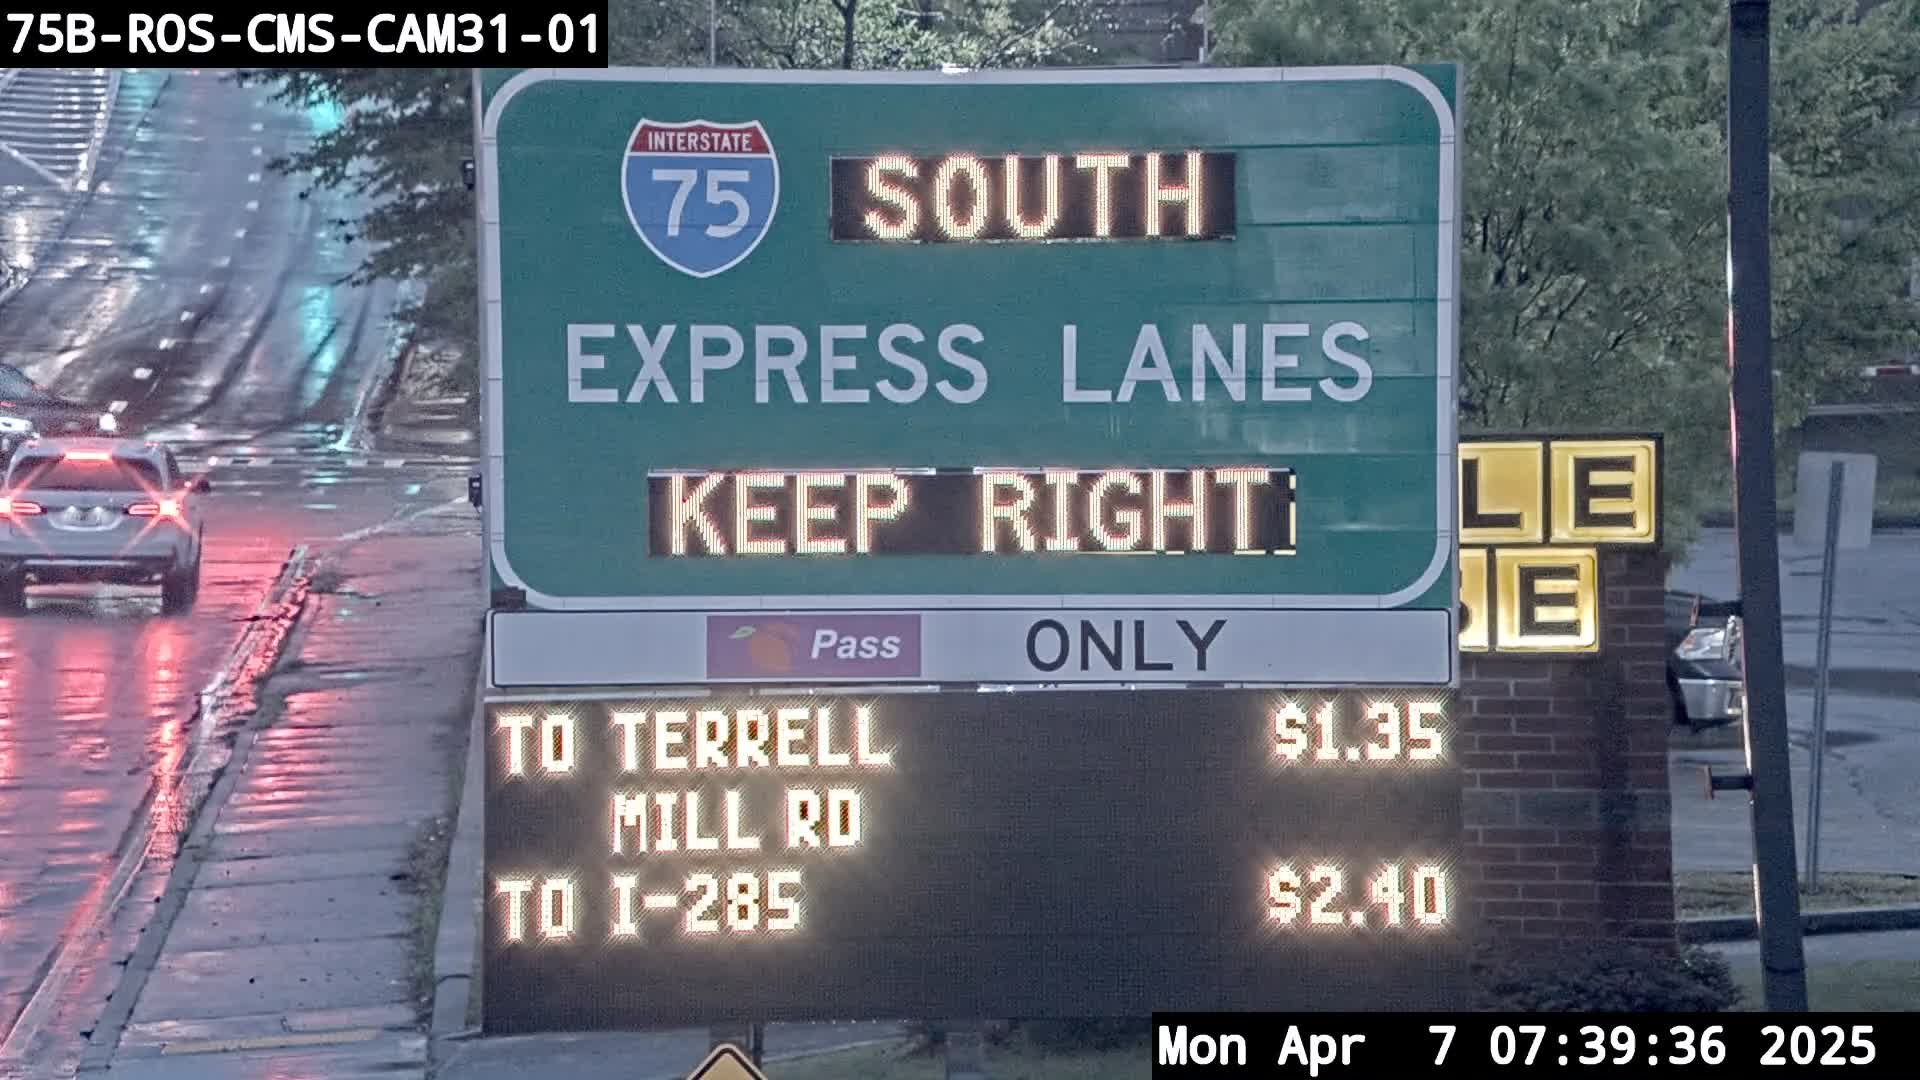 75B-ROS-CMS-CAM31-01
INTERSTATE
75
SOUTH
EXPRESS LANES
KEEP RIGHT
Pass ONLY
TO TERRELL $1.35
MILL RD
TO I-285 $2.40
LE
E
Mon Apr 7 07:39:36 2025